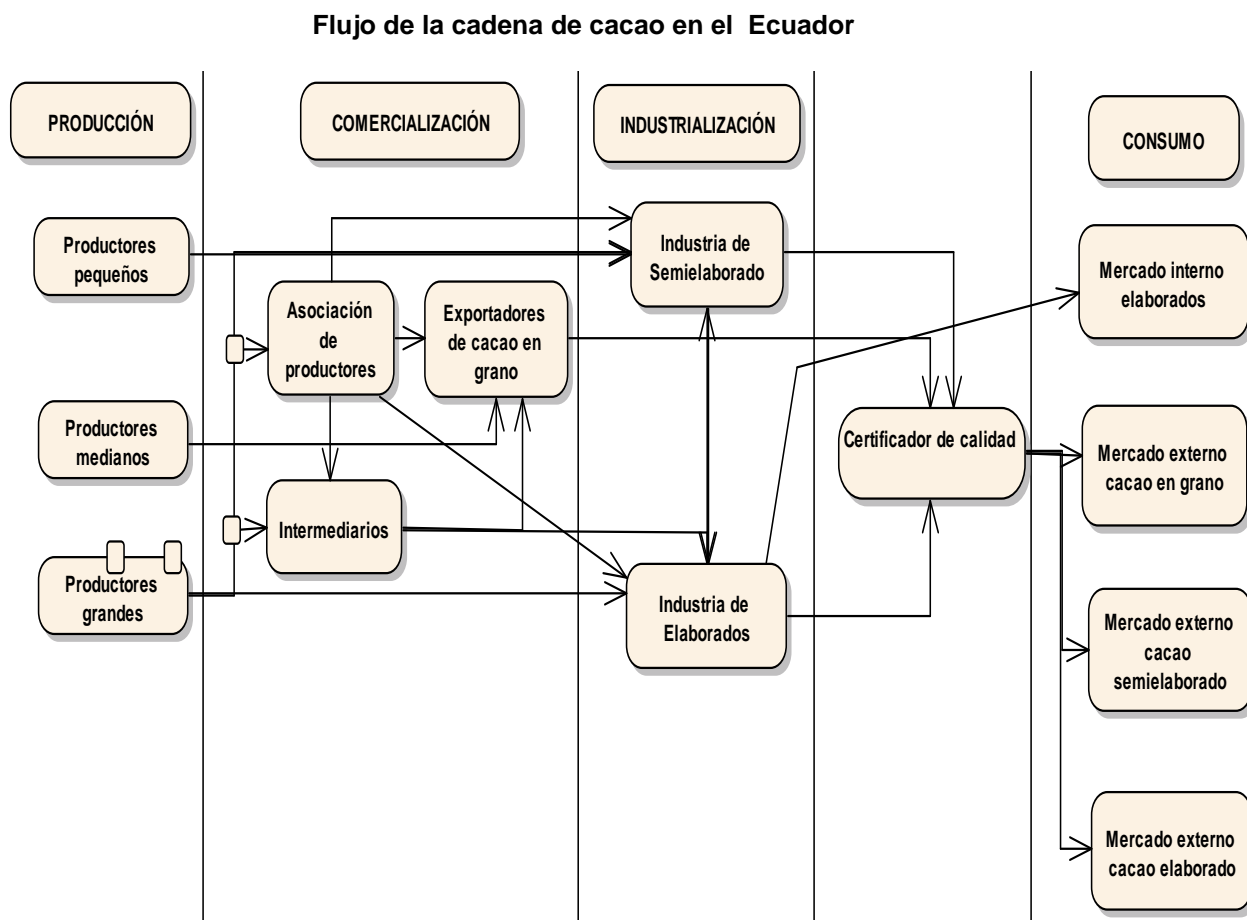 Flujo de la cadena de cacao en el Ecuador
PRODUCCIÓN
COMERCIALIZACIÓN
INDUSTRIALIZACIÓN
CONSUMO
Productores
pequeños
Productores
medianos
Productores
grandes
Asociación
de
productores
Exportadores
de cacao en
grano
Intermediarios
Industria de
Semielaborado
Industria de
Elaborados
Certificador de calidad
Mercado interno
elaborados
Mercado externo
cacao en grano
Mercado externo
cacao
semielaborado
Mercado externo
cacao elaborado